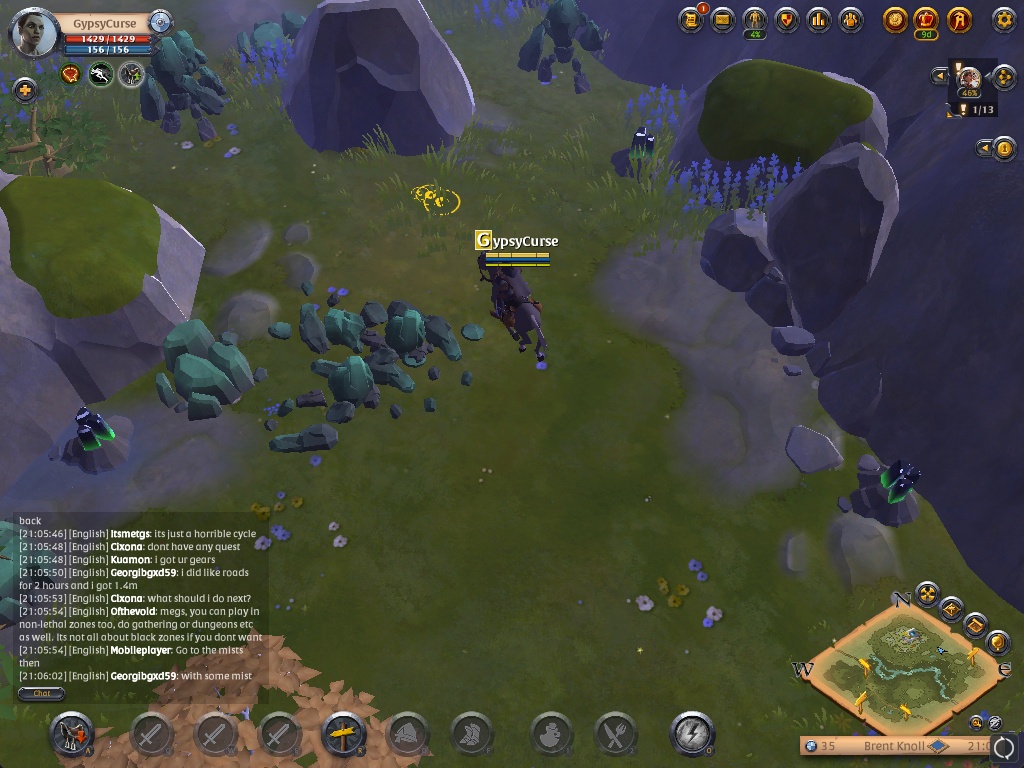 GypsyCurse
1429 / 1429
156 / 156
1
4%
9d
46%
1/13
1
GypsyCurse
back
[21:05:46] [English] Itsmetgs: its just a horrible cycle
[21:05:48] [English] Cixona: dont have any quest
[21:05:48] [English] Kuamon: i got ur gears
[21:05:50] [English] Georgibgxd59: i did like roads
for 2 hours and i got 1.4m
[21:05:53] [English] Cixona: what should i do next?
[21:05:54] [English] Ofthevoid: megs, you can play in
non-lethal zones too, do gathering or dungeons etc
as well. Its not all about black zones if you dont want
[21:05:54] [English] Mobileplayer: Go to the mists
then
[21:06:02] [English] Georgibgxd59: with some mist
Chat
N
W
E
A
R
35 Brent Knoll